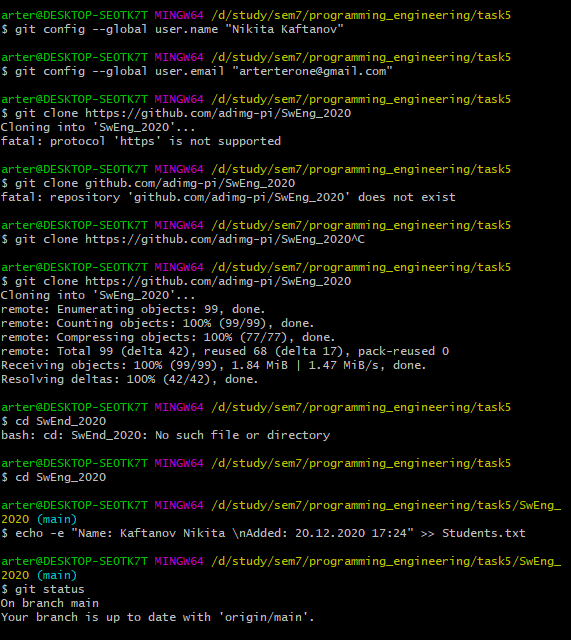 arter@DESKTOP-SEOTK7T MINGW64 /d/study/sem7/programming_engineering/task5
$ git config --global user.name "Nikita Kaftanov"
arter@DESKTOP-SEOTK7T MINGW64 /d/study/sem7/programming_engineering/task5
$ git config --global user.email "arterterone@gmail.com"
arter@DESKTOP-SEOTK7T MINGW64 /d/study/sem7/programming_engineering/task5
$ git clone https://github.com/adimg-pi/SwEng_2020
Cloning into 'SwEng_2020'...
fatal: protocol 'https' is not supported
arter@DESKTOP-SEOTK7T MINGW64 /d/study/sem7/programming_engineering/task5
$ git clone github.com/adimg-pi/SwEng_2020
fatal: repository 'github.com/adimg-pi/SwEng_2020' does not exist
arter@DESKTOP-SEOTK7T MINGW64 /d/study/sem7/programming_engineering/task5
$ git clone https://github.com/adimg-pi/SwEng_2020^C
arter@DESKTOP-SEOTK7T MINGW64 /d/study/sem7/programming_engineering/task5
$ git clone https://github.com/adimg-pi/SwEng_2020
Cloning into 'SwEng_2020'...
remote: Enumerating objects: 99, done.
remote: Counting objects: 100% (99/99), done.
remote: Compressing objects: 100% (77/77), done.
remote: Total 99 (delta 42), reused 68 (delta 17), pack-reused 0
Receiving objects: 100% (99/99), 1.84 MiB | 1.47 MiB/s, done.
Resolving deltas: 100% (42/42), done.
arter@DESKTOP-SEOTK7T MINGW64 /d/study/sem7/programming_engineering/task5
$ cd SwEnd_2020
bash: cd: SwEnd_2020: No such file or directory
arter@DESKTOP-SEOTK7T MINGW64 /d/study/sem7/programming_engineering/task5
$ cd SwEng_2020
arter@DESKTOP-SEOTK7T MINGW64 /d/study/sem7/programming_engineering/task5/SwEng_
2020 (main)
$ echo -e "Name: Kaftanov Nikita \nAdded: 20.12.2020 17:24" >> Students.txt
arter@DESKTOP-SEOTK7T MINGW64 /d/study/sem7/programming_engineering/task5/SwEng_
2020 (main)
$ git status
On branch main
Your branch is up to date with 'origin/main'.